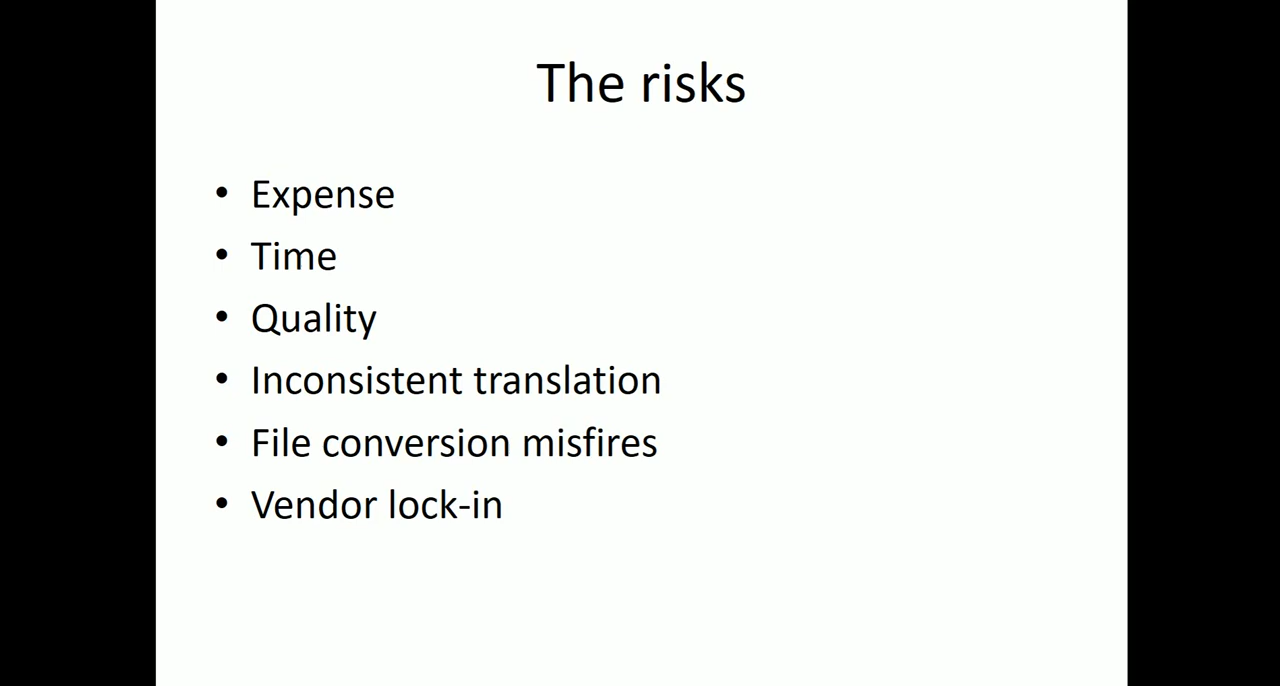 The risks
• Expense
• Time
• Quality
• Inconsistent translation
• File conversion misfires
• Vendor lock-in